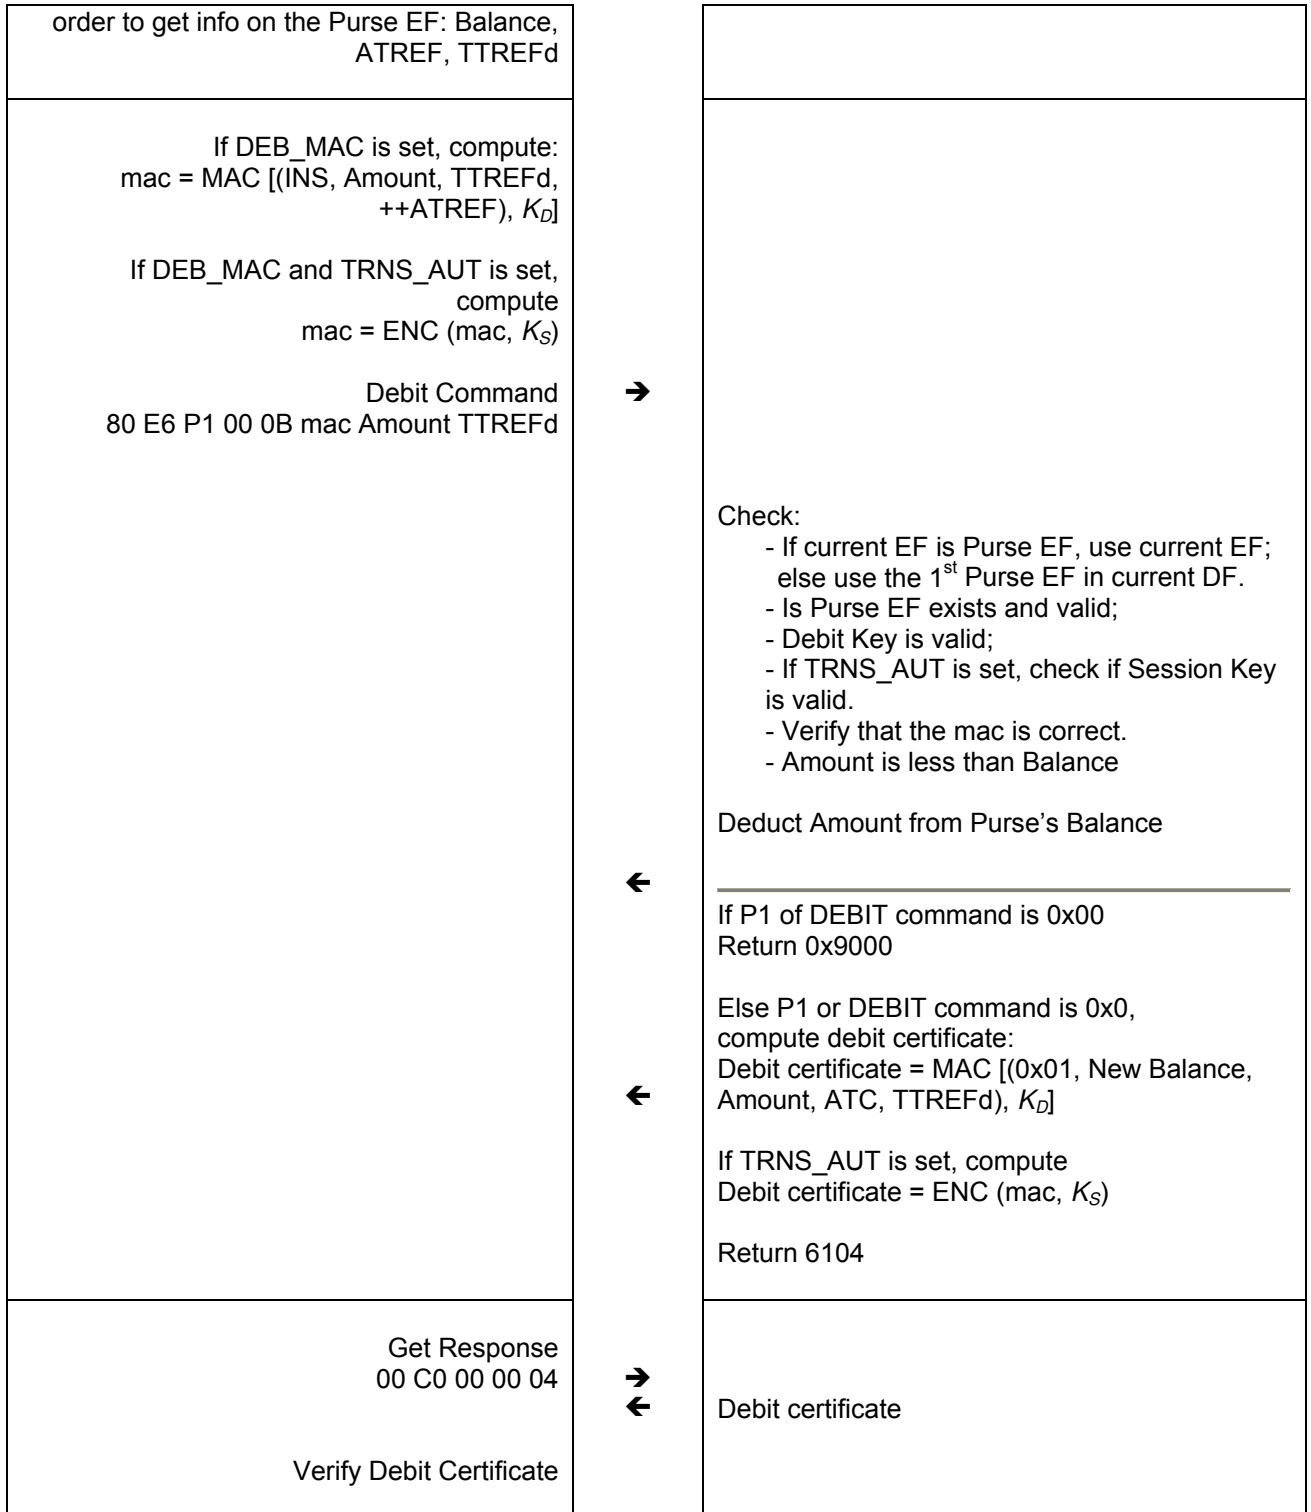 order to get info on the Purse EF: Balance,
ATREF, TTREFd
If DEB_MAC is set, compute:
mac = MAC [(INS, Amount, TTREFd,
++ATREF), KD]
If DEB_MAC and TRNS_AUT is set,
compute
mac = ENC (mac, KS)
Debit Command
➔
80 E6 P1 00 0B mac Amount TTREFd
Check:
- If current EF is Purse EF, use current EF;
else use the 1st Purse EF in current DF.
- Is Purse EF exists and valid;
- Debit Key is valid;
- If TRNS_AUT is set, check if Session Key
is valid.
- Verify that the mac is correct.
- Amount is less than Balance
Deduct Amount from Purse’s Balance
🡸
If P1 of DEBIT command is 0x00
Return 0x9000
Else P1 or DEBIT command is 0x0,
compute debit certificate:
Debit certificate = MAC [(0x01, New Balance,
🡸
Amount, ATC, TTREFd), KD]
If TRNS_AUT is set, compute
Debit certificate = ENC (mac, KS)
Return 6104
Get Response
00 C0 00 00 04
➔
🡸
Debit certificate
Verify Debit Certificate